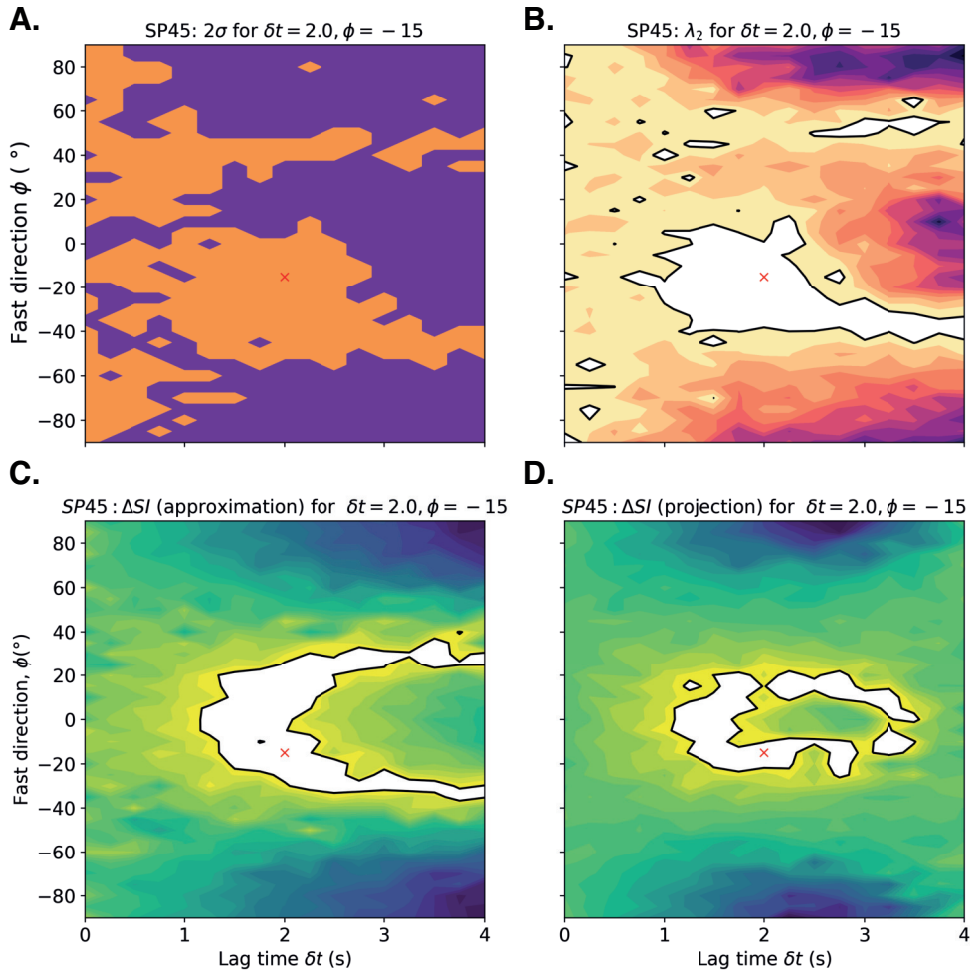 A.
SP45: 2σ for δt = 2.0, ϕ = − 15
B.
SP45: λ₂ for δt = 2.0, ϕ = − 15
Fast direction ϕ ( °)
80
60
40
20
0
−20
−40
−60
−80
C.
SP45 : ΔSI (approximation) for δt = 2.0, ϕ = − 15
D.
SP45 : ΔSI (projection) for δt = 2.0, ϕ = − 15
Fast direction, ϕ(°)
80
60
40
20
0
−20
−40
−60
−80
0 1 2 3 4
Lag time δt (s)
0 1 2 3 4
Lag time δt (s)